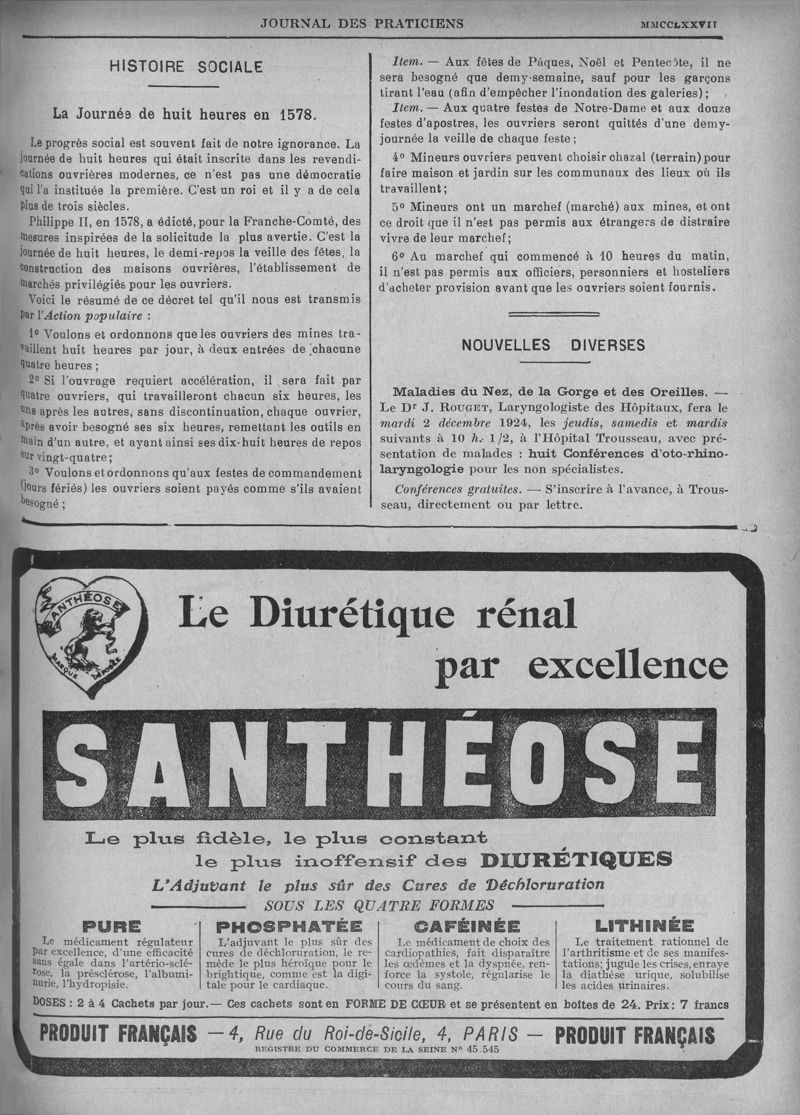 JOURNAL DES PRATICIENS
MMCCLXXVII
HISTOIRE SOCIALE
La Journée de huit heures en 1578.
Le progrès social est souvent fait de notre ignorance. La
journée de huit heures qui était inscrite dans les revendi-
cations ouvrières modernes, ce n'est pas une démocratie
qui l'a instituée la première. C'est un roi et il y a de cela
plus de trois siècles.
Philippe II, en 1578, a édicté, pour la Franche-Comté, des
mesures inspirées de la solicitude la plus avertie. C'est la
journée de huit heures, le demi-repos la veille des fêtes, la
construction des maisons ouvrières, l'établissement de
marchés privilégiés pour les ouvriers.
Voici le résumé de ce décret tel qu'il nous est transmis
par l'Action populaire :
1º Voulons et ordonnons que les ouvriers des mines tra-
vaillent huit heures par jour, à deux entrées de chacune
quatre heures ;
2º Si l'ouvrage requiert accélération, il sera fait par
quatre ouvriers, qui travailleront chacun six heures, les
uns après les autres, sans discontinuation, chaque ouvrier,
après avoir besogné ses six heures, remettant les outils en
main d'un autre, et ayant ainsi ses dix-huit heures de repos
sur vingt-quatre ;
3º Voulons et ordonnons qu'aux festes de commandement
(jours fériés) les ouvriers soient payés comme s'ils avaient
besogné ;
Item. — Aux fêtes de Pâques, Noël et Pentecôte, il ne
sera besogné que demy-semaine, sauf pour les garçons
tirant l'eau (afin d'empêcher l'inondation des galeries) ;
Item. — Aux quatre festes de Notre-Dame et aux douze
festes d'apostres, les ouvriers seront quittés d'une demy-
journée la veille de chaque feste ;
4º Mineurs ouvriers peuvent choisir chazal (terrain) pour
faire maison et jardin sur les communaux des lieux où ils
travaillent ;
5º Mineurs ont un marchef (marché) aux mines, et ont
ce droit que il n'est pas permis aux étrangers de distraire
vivre de leur marchef ;
6º Au marchef qui commencé à 10 heures du matin,
il n'est pas permis aux officiers, personniers et hosteliers
d'acheter provision avant que les ouvriers soient fournis.
NOUVELLES DIVERSES
Maladies du Nez, de la Gorge et des Oreilles. —
Le Dr J. ROUGET, Laryngologiste des Hôpitaux, fera le
mardi 2 décembre 1924, les jeudis, samedis et mardis
suivants à 10 h. 1/2, à l'Hôpital Trousseau, avec pré-
sentation de malades : huit Conférences d'oto-rhino-
laryngologie pour les non spécialistes.
Conférences gratuites. — S'inscrire à l'avance, à Trous-
seau, directement ou par lettre.
SANTHÉOSE
MARQUE DÉPOSÉE
Le Diurétique rénal
par excellence
SANTHÉOSE
Le plus fidèle, le plus constant
le plus inoffensif des DIURÉTIQUES
L'Adjuvant le plus sûr des Cures de Déchloruration
SOUS LES QUATRE FORMES
PURE
Le médicament régulateur
par excellence, d'une efficacité
sans égale dans l'artério-sclé-
rose, la présclérose, l'albumi-
nurie, l'hydropisie.
PHOSPHATÉE
L'adjuvant le plus sûr des
cures de déchloruration, le re-
mède le plus héroïque pour le
brightique, comme est la digi-
tale pour le cardiaque.
CAFÉINÉE
Le médicament de choix des
cardiopathies, fait disparaître
les œdèmes et la dyspnée, ren-
force la systole, régularise le
cours du sang.
LITHINÉE
Le traitement rationnel de
l'arthritisme et de ses manifes-
tations; jugule les crises, enraye
la diathèse urique, solubilise
les acides urinaires.
DOSES : 2 à 4 Cachets par jour.— Ces cachets sont en FORME DE CŒUR et se présentent en boîtes de 24. Prix: 7 francs
PRODUIT FRANÇAIS — 4, Rue du Roi-de-Sicile, 4, PARIS — PRODUIT FRANÇAIS
REGISTRE DU COMMERCE DE LA SEINE Nº 45.545